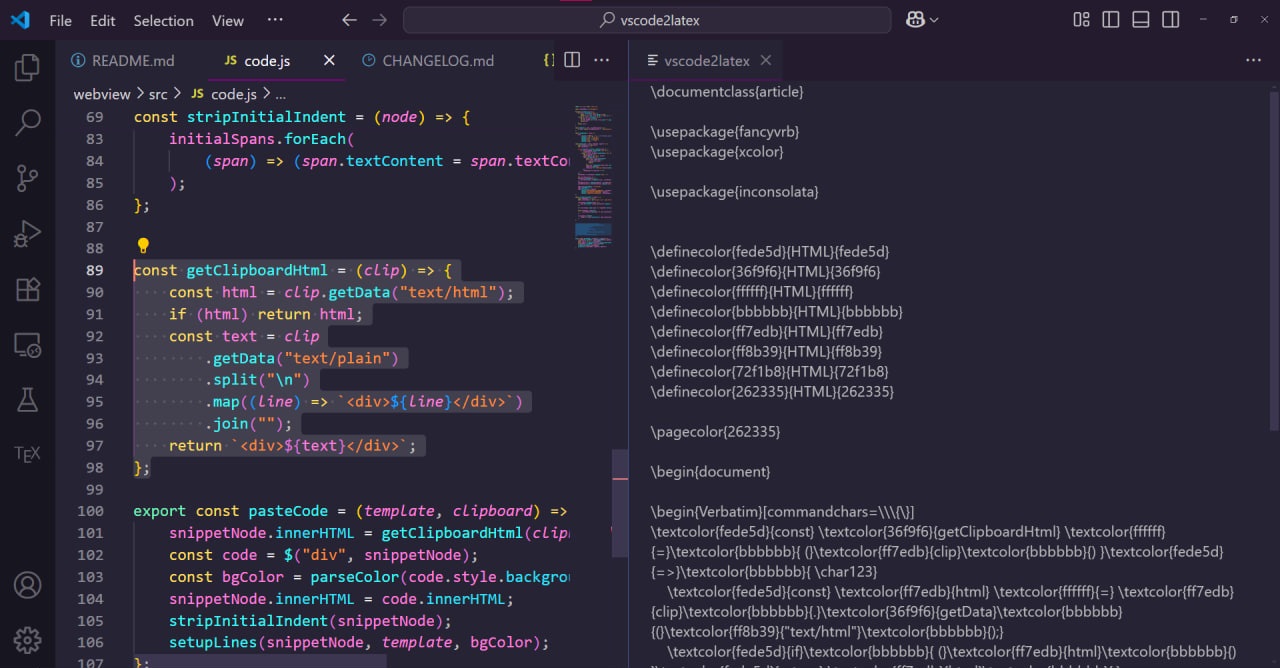 File Edit Selection View ··· vscode2latex
README.md
JS code.js
CHANGELOG.md
{}
vscode2latex
webview > src > JS code.js > ...
69 const stripInitialIndent = (node) => {
83 initialSpans.forEach(
84 (span) => (span.textContent = span.textCo
85 );
86 };
87
88
89 const getClipboardHtml = (clip) => {
90 const html = clip.getData("text/html");
91 if (html) return html;
92 const text = clip
93 .getData("text/plain")
94 .split("\n")
95 .map((line) => `<div>${line}</div>`)
96 .join("");
97 return `<div>${text}</div>`;
98 };
99
100 export const pasteCode = (template, clipboard) =>
101 snippetNode.innerHTML = getClipboardHtml(clip
102 const code = $("div", snippetNode);
103 const bgColor = parseColor(code.style.backgro
104 snippetNode.innerHTML = code.innerHTML;
105 stripInitialIndent(snippetNode);
106 setupLines(snippetNode, template, bgColor);
107 };
TEX
\documentclass{article}
\usepackage{fancyvrb}
\usepackage{xcolor}
\usepackage{inconsolata}
\definecolor{fede5d}{HTML}{fede5d}
\definecolor{36f9f6}{HTML}{36f9f6}
\definecolor{ffffff}{HTML}{ffffff}
\definecolor{bbbbbb}{HTML}{bbbbbb}
\definecolor{ff7edb}{HTML}{ff7edb}
\definecolor{ff8b39}{HTML}{ff8b39}
\definecolor{72f1b8}{HTML}{72f1b8}
\definecolor{262335}{HTML}{262335}
\pagecolor{262335}
\begin{document}
\begin{Verbatim}[commandchars=\\\{\}]
\textcolor{fede5d}{const} \textcolor{36f9f6}{getClipboardHtml} \textcolor{ffffff}
{=}\textcolor{bbbbbb}{ (}\textcolor{ff7edb}{clip}\textcolor{bbbbbb}{) }\textcolor{fede5d}
{=>}\textcolor{bbbbbb}{ \char123}
\textcolor{fede5d}{const} \textcolor{ff7edb}{html} \textcolor{ffffff}{=} \textcolor{ff7edb}
{clip}\textcolor{bbbbbb}{.}\textcolor{36f9f6}{getData}\textcolor{bbbbbb}
{(}\textcolor{ff8b39}{"text/html"}\textcolor{bbbbbb}{);}
\textcolor{fede5d}{if}\textcolor{bbbbbb}{ (}\textcolor{ff7edb}{html}\textcolor{bbbbbb}{)